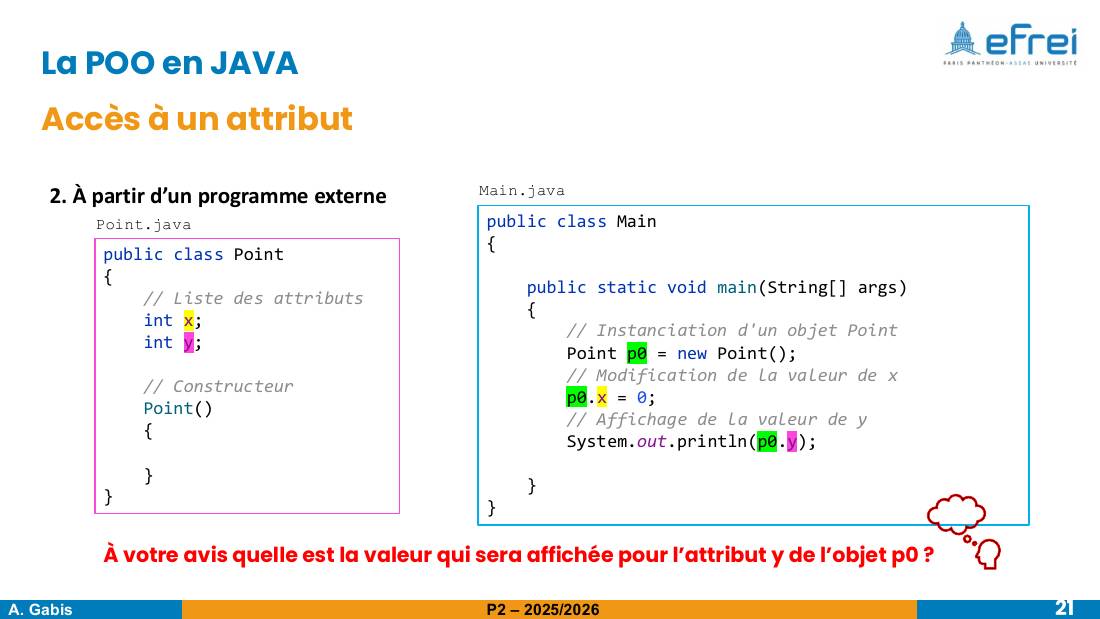 La POO en JAVA
efrei
PARIS PANTHÉON-ASSAS UNIVERSITÉ
Accès à un attribut
2. À partir d’un programme externe
Point.java
public class Point
{
    // Liste des attributs
    int x;
    int y;

    // Constructeur
    Point()
    {

    }
}
Main.java
public class Main
{

    public static void main(String[] args)
    {
        // Instanciation d'un objet Point
        Point p0 = new Point();
        // Modification de la valeur de x
        p0.x = 0;
        // Affichage de la valeur de y
        System.out.println(p0.y);

    }
}
À votre avis quelle est la valeur qui sera affichée pour l’attribut y de l’objet p0 ?
A. Gabis
P2 – 2025/2026
21